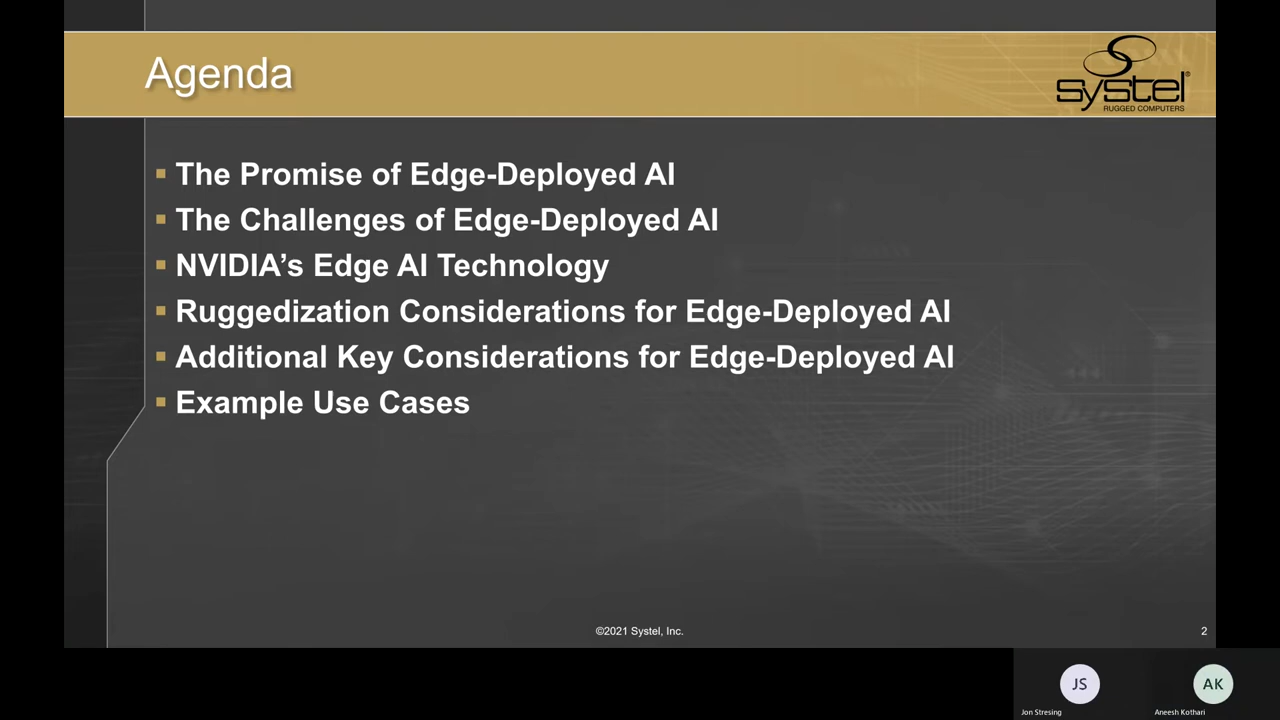 Agenda
systel®
RUGGED COMPUTERS
The Promise of Edge-Deployed AI
The Challenges of Edge-Deployed AI
NVIDIA’s Edge AI Technology
Ruggedization Considerations for Edge-Deployed AI
Additional Key Considerations for Edge-Deployed AI
Example Use Cases
©2021 Systel, Inc.
2
JS
AK
Jon Stresing
Aneesh Kothari